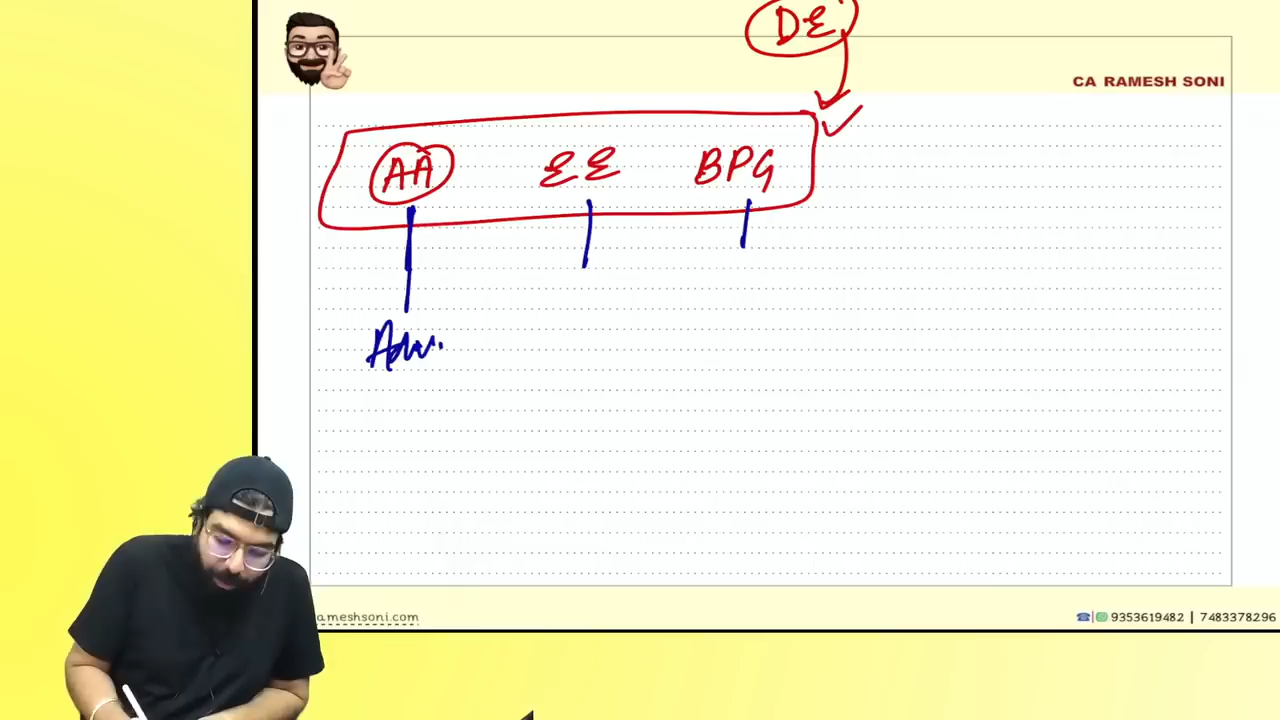 DE
CA RAMESH SONI
AA EE BPG
Adv.
ameshsoni.com
9353619482 | 7483378296